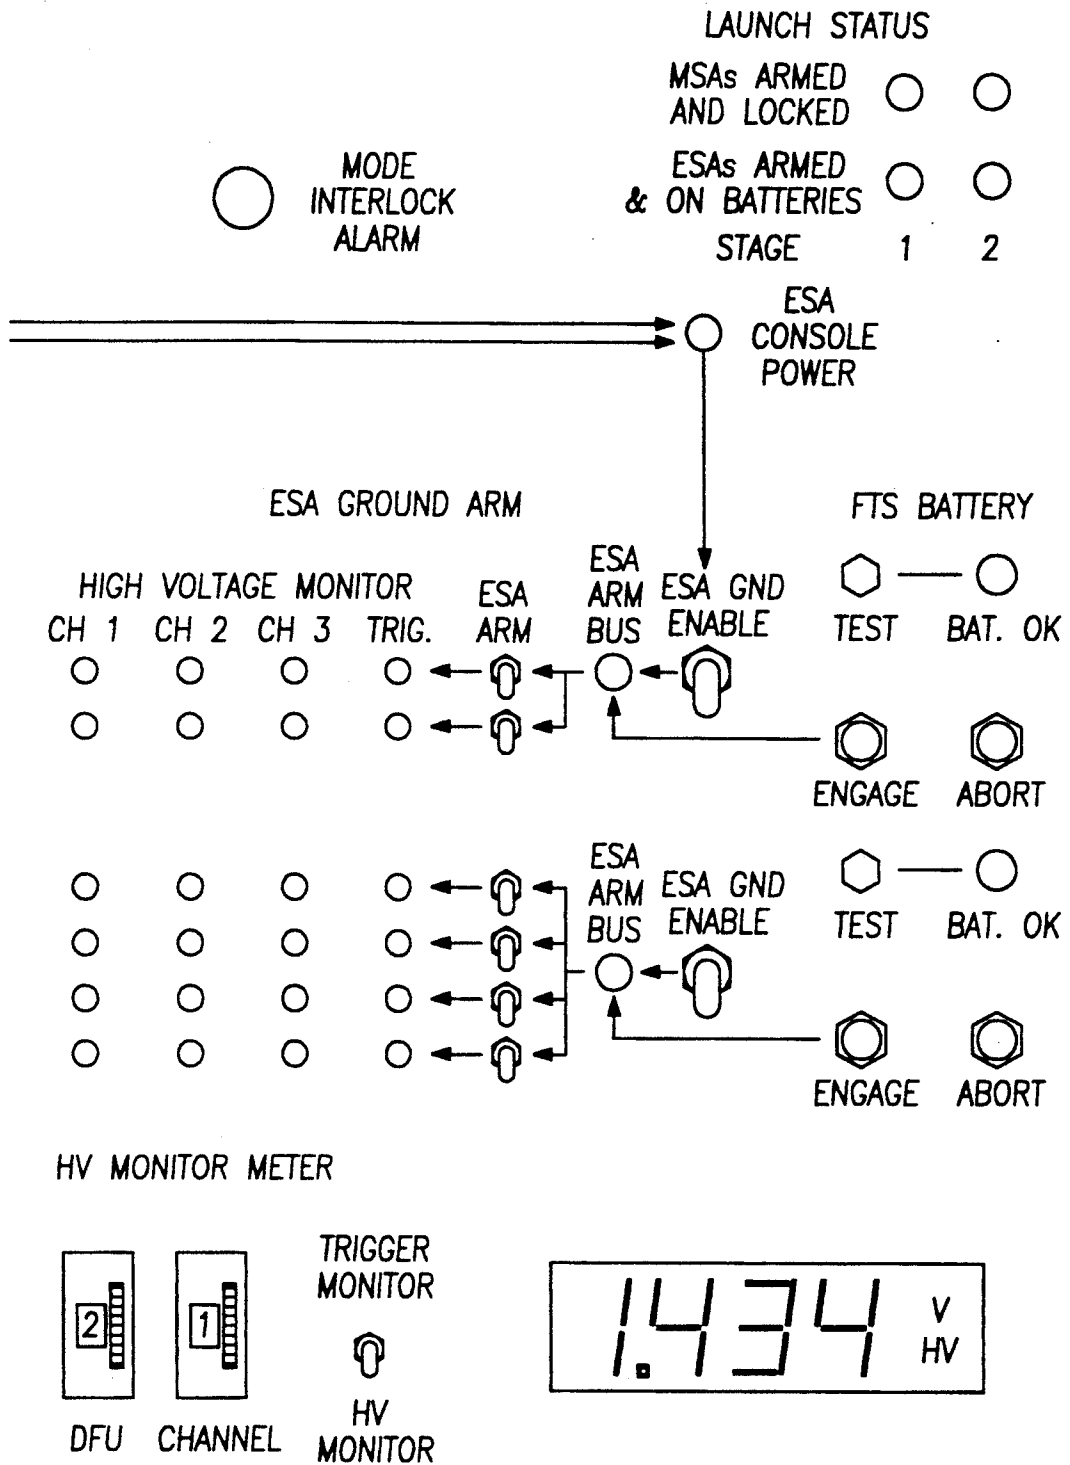 LAUNCH STATUS
MSAs ARMED
AND LOCKED
ESAs ARMED
& ON BATTERIES
STAGE 1 2
MODE
INTERLOCK
ALARM
ESA
CONSOLE
POWER
ESA GROUND ARM
FTS BATTERY
HIGH VOLTAGE MONITOR
CH 1 CH 2 CH 3 TRIG.
ESA
ARM
ESA
ARM
BUS
ESA GND
ENABLE
TEST BAT. OK
ENGAGE ABORT
ESA
ARM
BUS
ESA GND
ENABLE
TEST BAT. OK
ENGAGE ABORT
HV MONITOR METER
2
DFU
1
CHANNEL
TRIGGER
MONITOR
HV
MONITOR
1.434
V
HV